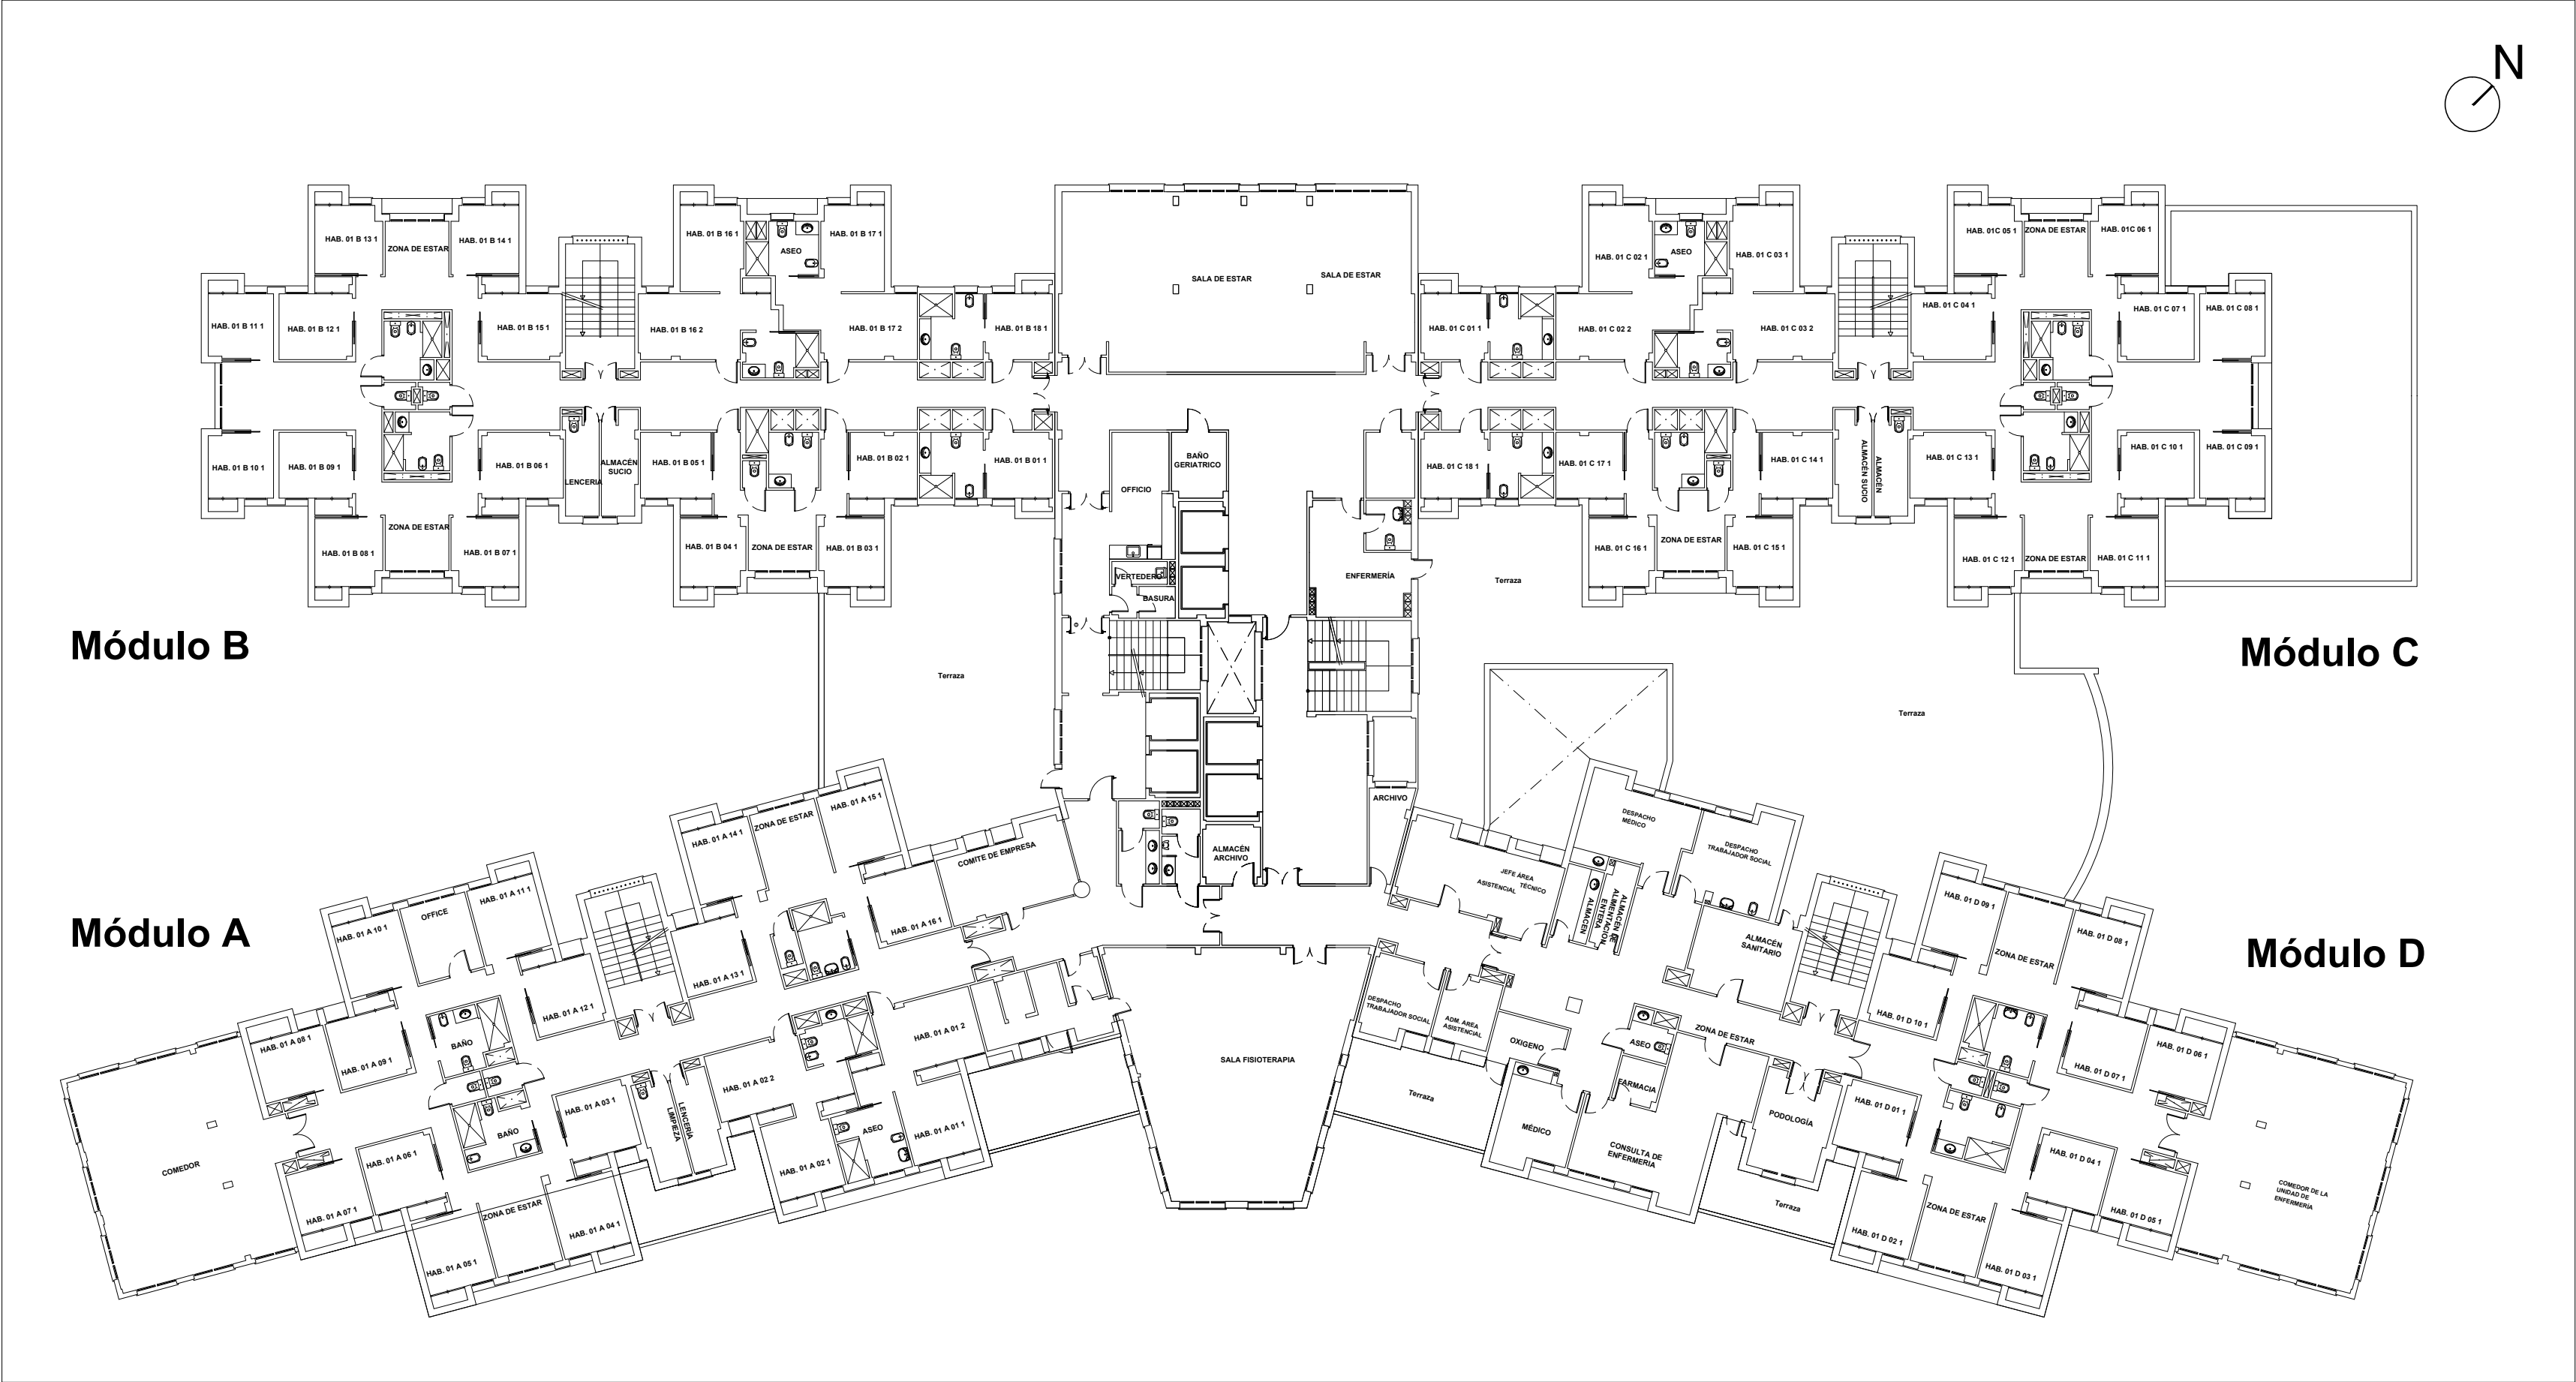 N
HAB. 01 B 13 1
ZONA DE ESTAR
HAB. 01 B 14 1
HAB. 01 B 16 1
ASEO
HAB. 01 B 17 1
SALA DE ESTAR
SALA DE ESTAR
HAB. 01 C 02 1
ASEO
HAB. 01 C 03 1
HAB. 01C 05 1
ZONA DE ESTAR
HAB. 01C 06 1
HAB. 01 B 11 1
HAB. 01 B 12 1
HAB. 01 B 15 1
HAB. 01 B 16 2
HAB. 01 B 17 2
HAB. 01 B 18 1
HAB. 01 C 01 1
HAB. 01 C 02 2
HAB. 01 C 03 2
HAB. 01 C 04 1
HAB. 01 C 07 1
HAB. 01 C 08 1
HAB. 01 B 10 1
HAB. 01 B 09 1
HAB. 01 B 06 1
LENCERIA
ALMACÉN
SUCIO
HAB. 01 B 05 1
HAB. 01 B 02 1
HAB. 01 B 01 1
OFFICIO
BAÑO
GERIATRICO
HAB. 01 C 18 1
HAB. 01 C 17 1
HAB. 01 C 14 1
ALMACÉN SUCIO
ALMACÉN
HAB. 01 C 13 1
HAB. 01 C 10 1
HAB. 01 C 09 1
HAB. 01 B 08 1
ZONA DE ESTAR
HAB. 01 B 07 1
HAB. 01 B 04 1
ZONA DE ESTAR
HAB. 01 B 03 1
VERTEDERO
BASURA
ENFERMERÍA
Terraza
HAB. 01 C 16 1
ZONA DE ESTAR
HAB. 01 C 15 1
HAB. 01 C 12 1
ZONA DE ESTAR
HAB. 01 C 11 1
Módulo B
Módulo C
Terraza
Terraza
Módulo A
Módulo D
HAB. 01 A 14 1
ZONA DE ESTAR
HAB. 01 A 15 1
COMITE DE EMPRESA
ALMACÉN
ARCHIVO
ARCHIVO
HAB. 01 A 10 1
OFFICE
HAB. 01 A 11 1
HAB. 01 A 16 1
HAB. 01 A 13 1
HAB. 01 A 12 1
HAB. 01 A 08 1
HAB. 01 A 09 1
BAÑO
BAÑO
HAB. 01 A 03 1
LENCERÍA
LIMPIEZA
HAB. 01 A 02 2
HAB. 01 A 01 2
COMEDOR
HAB. 01 A 06 1
HAB. 01 A 07 1
HAB. 01 A 05 1
ZONA DE ESTAR
HAB. 01 A 04 1
HAB. 01 A 02 1
ASEO
HAB. 01 A 01 1
SALA FISIOTERAPIA
DESPACHO
MÉDICO
DESPACHO
TRABAJADOR SOCIAL
JEFE ÁREA
ASISTENCIAL
TÉCNICO
ALMACEN
ALMACÉN DE
ALIMENTACION
ENTERAL
ALMACÉN
SANITARIO
DESPACHO
TRABAJADOR SOCIAL
ADM. AREA
ASISTENCIAL
OXIGENO
ASEO
ZONA DE ESTAR
FARMACIA
MÉDICO
CONSULTA DE
ENFERMERIA
PODOLOGÍA
Terraza
Terraza
HAB. 01 D 09 1
ZONA DE ESTAR
HAB. 01 D 08 1
HAB. 01 D 10 1
HAB. 01 D 07 1
HAB. 01 D 06 1
HAB. 01 D 01 1
HAB. 01 D 04 1
HAB. 01 D 05 1
HAB. 01 D 02 1
ZONA DE ESTAR
HAB. 01 D 03 1
COMEDOR DE LA
UNIDAD DE
ENFERMERÍA